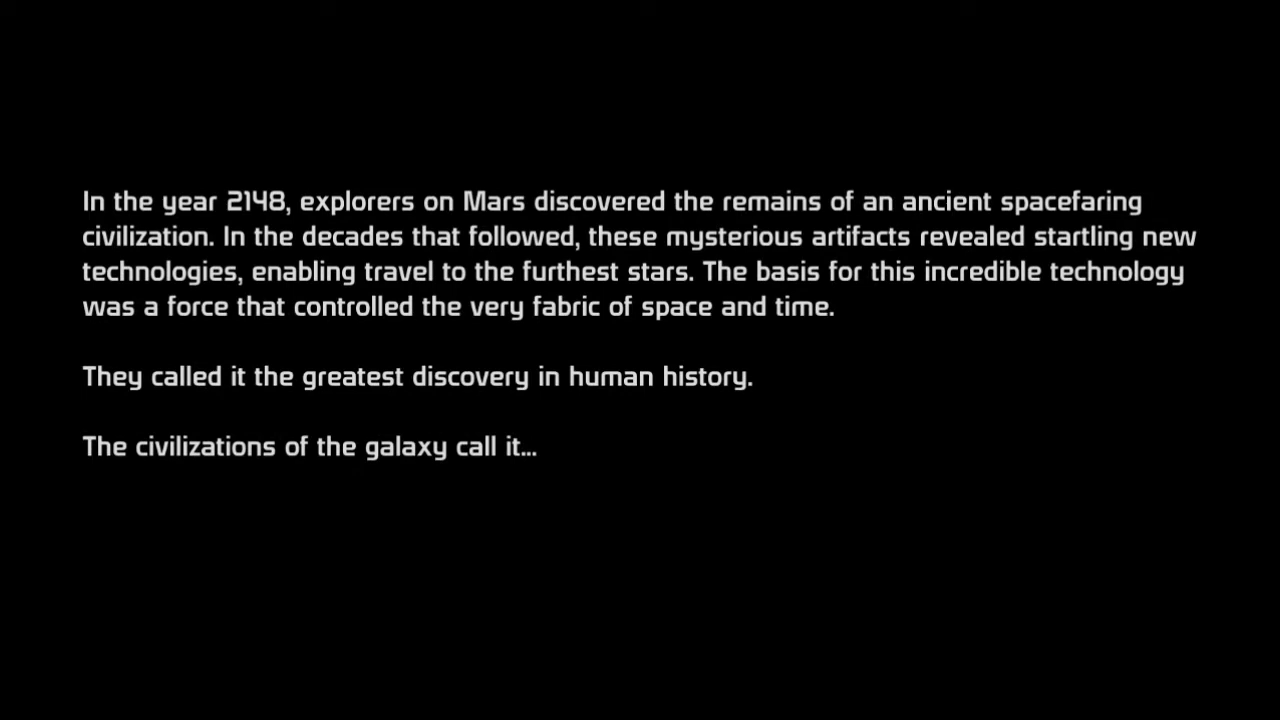 In the year 2148, explorers on Mars discovered the remains of an ancient spacefaring
civilization. In the decades that followed, these mysterious artifacts revealed startling new
technologies, enabling travel to the furthest stars. The basis for this incredible technology
was a force that controlled the very fabric of space and time.
They called it the greatest discovery in human history.
The civilizations of the galaxy call it...